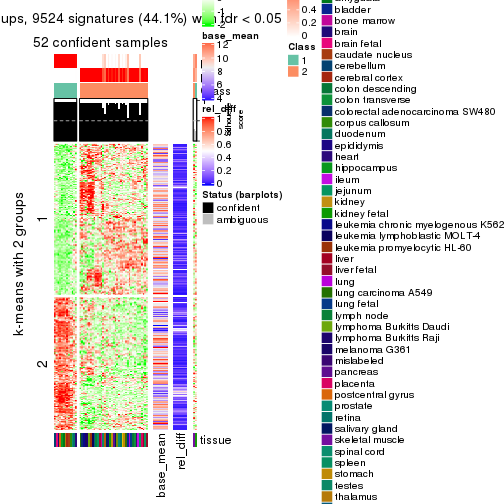 ups, 9524 signatures (44.1%) with fdr < 0.05
52 confident samples
base_mean
12
10
8
6
4
rel_diff
1
0.8
0.6
0.4
0.2
0
Status (barplots)
confident
ambiguous
0.4
0.2
0
Class
1
2
k-means with 2 groups
1
2
base_mean
rel_diff
tissue
bladder
bone marrow
brain
brain fetal
caudate nucleus
cerebellum
cerebral cortex
colon descending
colon transverse
colorectal adenocarcinoma SW480
corpus callosum
duodenum
epididymis
heart
hippocampus
ileum
jejunum
kidney
kidney fetal
leukemia chronic myelogenous K562
leukemia lymphoblastic MOLT-4
leukemia promyelocytic HL-60
liver
liver fetal
lung
lung carcinoma A549
lung fetal
lymph node
lymphoma Burkitts Daudi
lymphoma Burkitts Raji
melanoma G361
mislabeled
pancreas
placenta
postcentral gyrus
prostate
retina
salivary gland
skeletal muscle
spinal cord
spleen
stomach
testes
thalamus